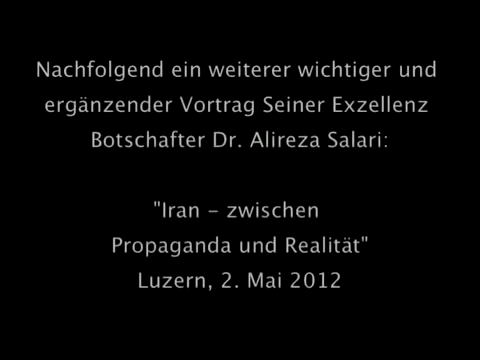 Nachfolgend ein weiterer wichtiger und
ergänzender Vortrag Seiner Exzellenz
Botschafter Dr. Alireza Salari:
"Iran - zwischen
Propaganda und Realität"
Luzern, 2. Mai 2012